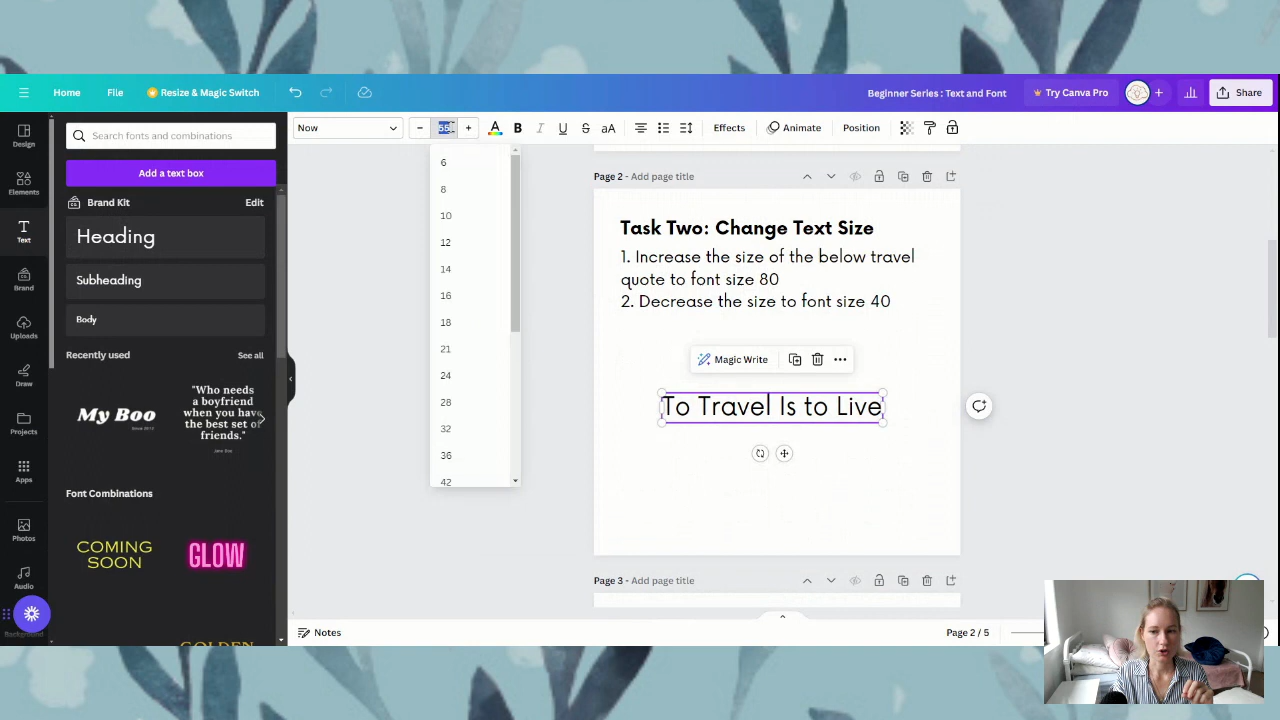 Home
File
Resize & Magic Switch
Beginner Series : Text and Font
Try Canva Pro
Share
Design
Elements
Text
Brand
Uploads
Draw
Projects
Apps
Photos
Audio
Search fonts and combinations
Add a text box
Brand Kit
Edit
Heading
Subheading
Body
Recently used
See all
My Boo
Since 2017
"Who needs
a boyfriend
when you have
the best set of
friends."
Jane Boo
Font Combinations
COMING
SOON
GLOW
Now
aA
Effects
Animate
Position
6
8
10
12
14
16
18
21
24
28
32
36
42
Page 2 - Add page title
Task Two: Change Text Size
1. Increase the size of the below travel
quote to font size 80
2. Decrease the size to font size 40
Magic Write
To Travel Is to Live
Page 3 - Add page title
Notes
Page 2 / 5